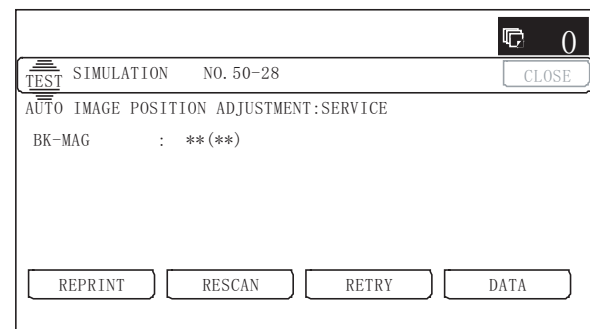 0
TEST SIMULATION NO.50-28 CLOSE
AUTO IMAGE POSITION ADJUSTMENT:SERVICE
BK-MAG : **(**)
REPRINT RESCAN RETRY DATA